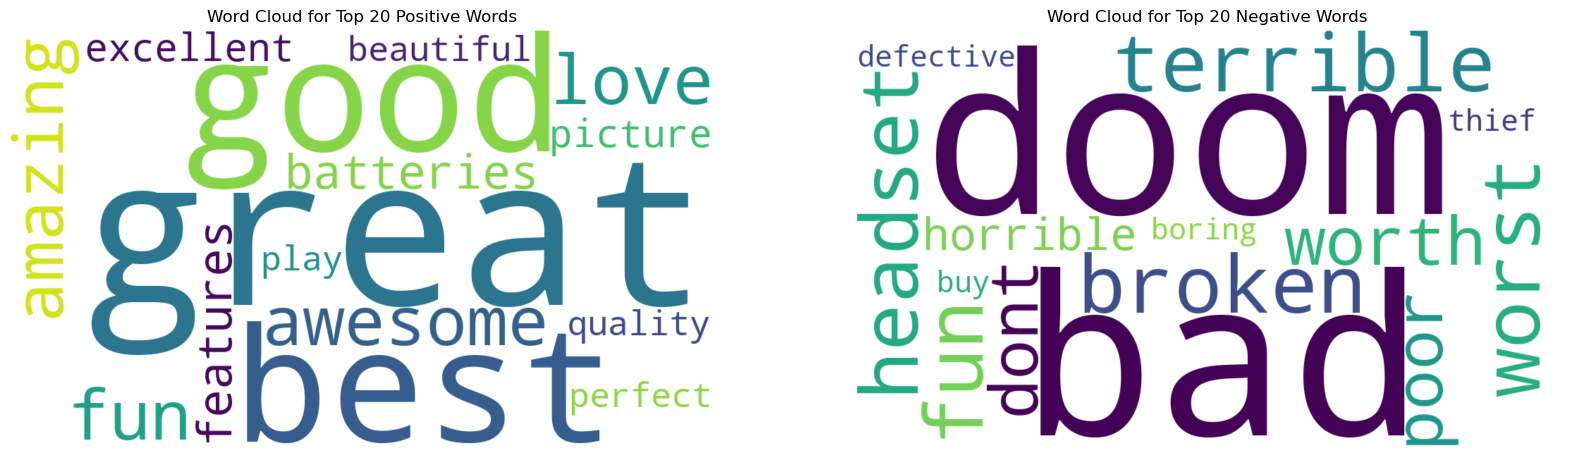 Word Cloud for Top 20 Positive Words
amazing
excellent
beautiful
good
love
picture
batteries
great
features
play
awesome
quality
best
perfect
fun
Word Cloud for Top 20 Negative Words
defective
terrible
headset
doom
thief
worst
horrible
boring
worth
buy
dont
broken
fun
bad
poor